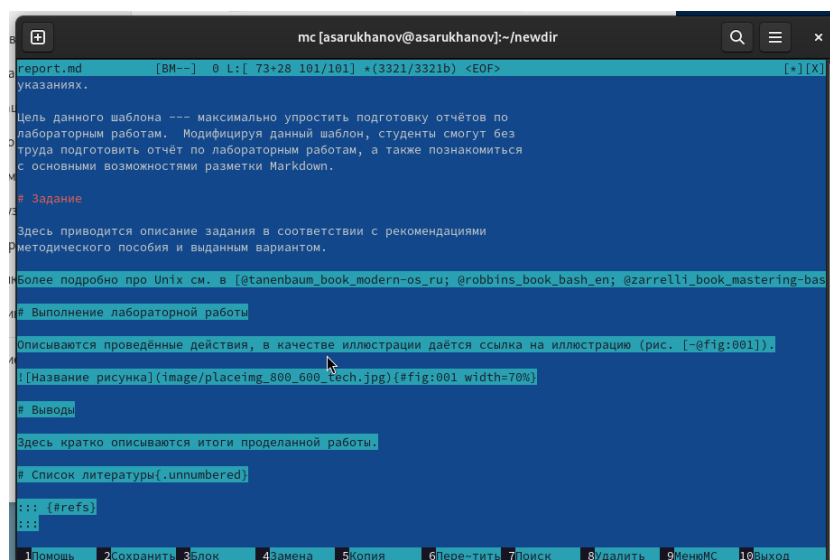 mc [asarukhanov@asarukhanov]:~/newdir
report.md [BM--] 0 L:[ 73+28 101/101] *(3321/3321b) <EOF> [*][X]
указаниях.
Цель данного шаблона --- максимально упростить подготовку отчётов по
лабораторным работам. Модифицируя данный шаблон, студенты смогут без
труда подготовить отчёт по лабораторным работам, а также познакомиться
с основными возможностями разметки Markdown.
# Задание
Здесь приводится описание задания в соответствии с рекомендациями
методического пособия и выданным вариантом.
Более подробно про Unix см. в [@tanenbaum_book_modern-os_ru; @robbins_book_bash_en; @zarrelli_book_mastering-bas
# Выполнение лабораторной работы
Описываются проведённые действия, в качестве иллюстрации даётся ссылка на иллюстрацию (рис. [-@fig:001]).
![Название рисунка](image/placeimg_800_600_tech.jpg){#fig:001 width=70%}
# Выводы
Здесь кратко описываются итоги проделанной работы.
# Список литературы{.unnumbered}
::: {#refs}
:::
1Помощь 2Сохранить 3Блок 4Замена 5Копия 6Пере~тить 7Поиск 8Удалить 9МенюMC 10Выход